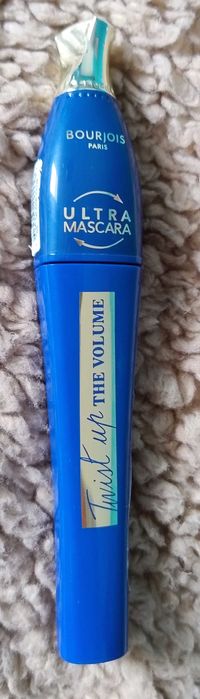 BOURJOIS
PARIS
ULTRA
MASCARA
Twist up THE VOLUME